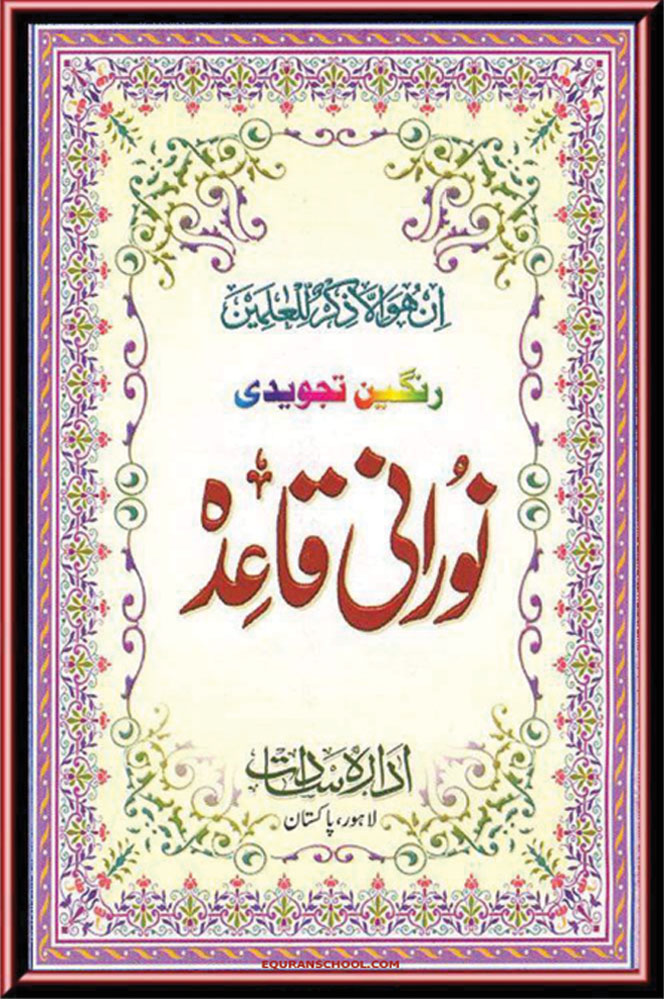 اِنْ هُوَ اِلَّا ذِكْرٌ لِّلْعٰلَمِيْنَ
رنگین تجویدی
نُورانی قاعِدہ
ادارہ سادات
لاہور، پاکستان
EQURANSCHOOL.COM